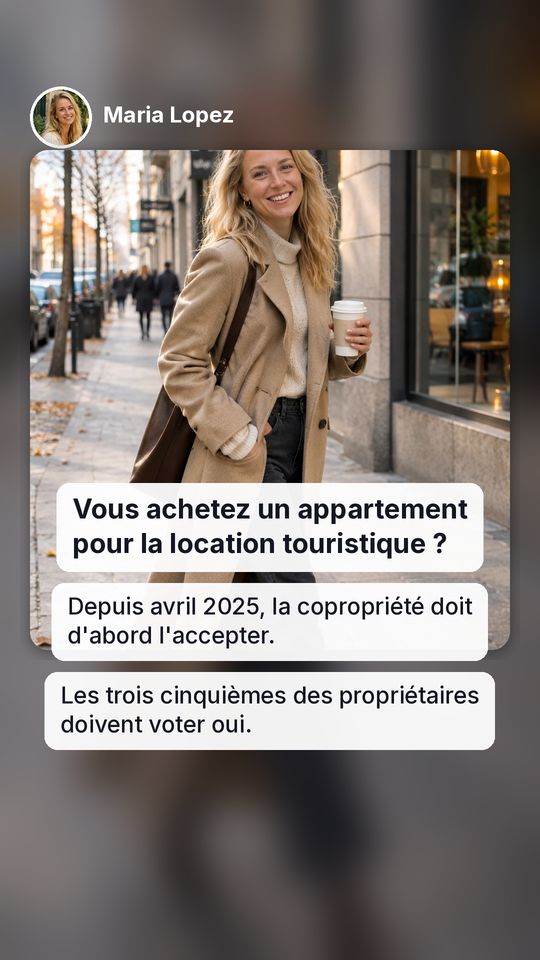 Maria Lopez
Vous achetez un appartement
pour la location touristique ?
Depuis avril 2025, la copropriété doit
d'abord l'accepter.
Les trois cinquièmes des propriétaires
doivent voter oui.